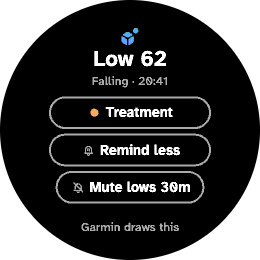 Low 62
Falling · 20:41
Treatment
Remind less
Mute lows 30m
Garmin draws this